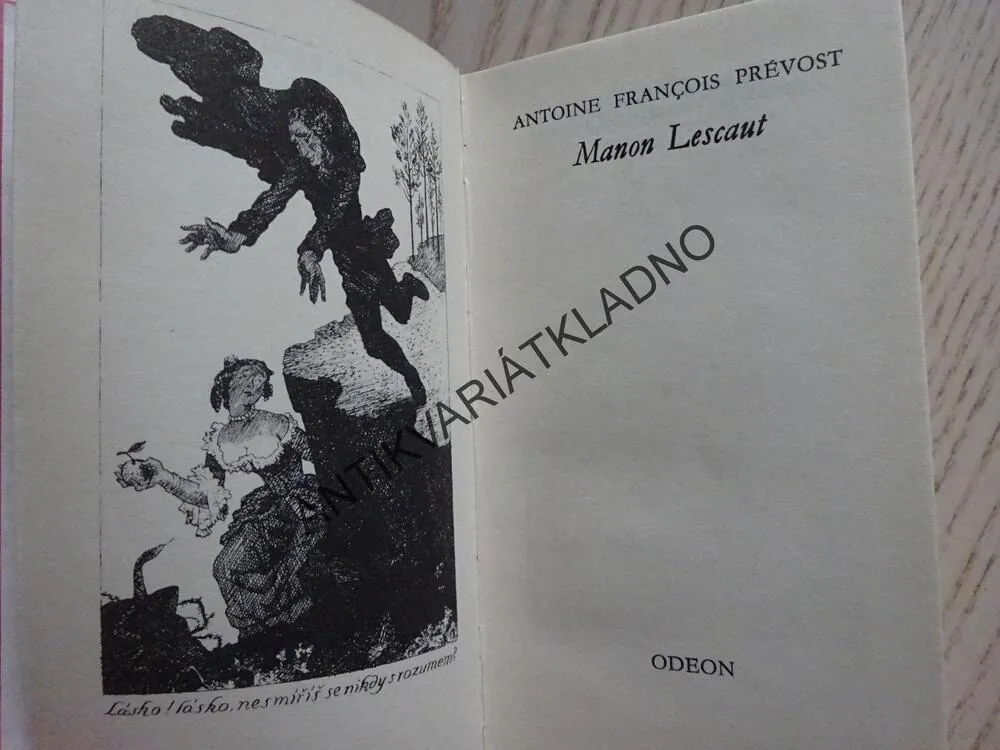 Lásko! lásko, nesmíříš se nikdy s rozumem?
ANTOINE FRANÇOIS PRÉVOST
Manon Lescaut
ANTIKVARIÁTKLADNO
ODEON